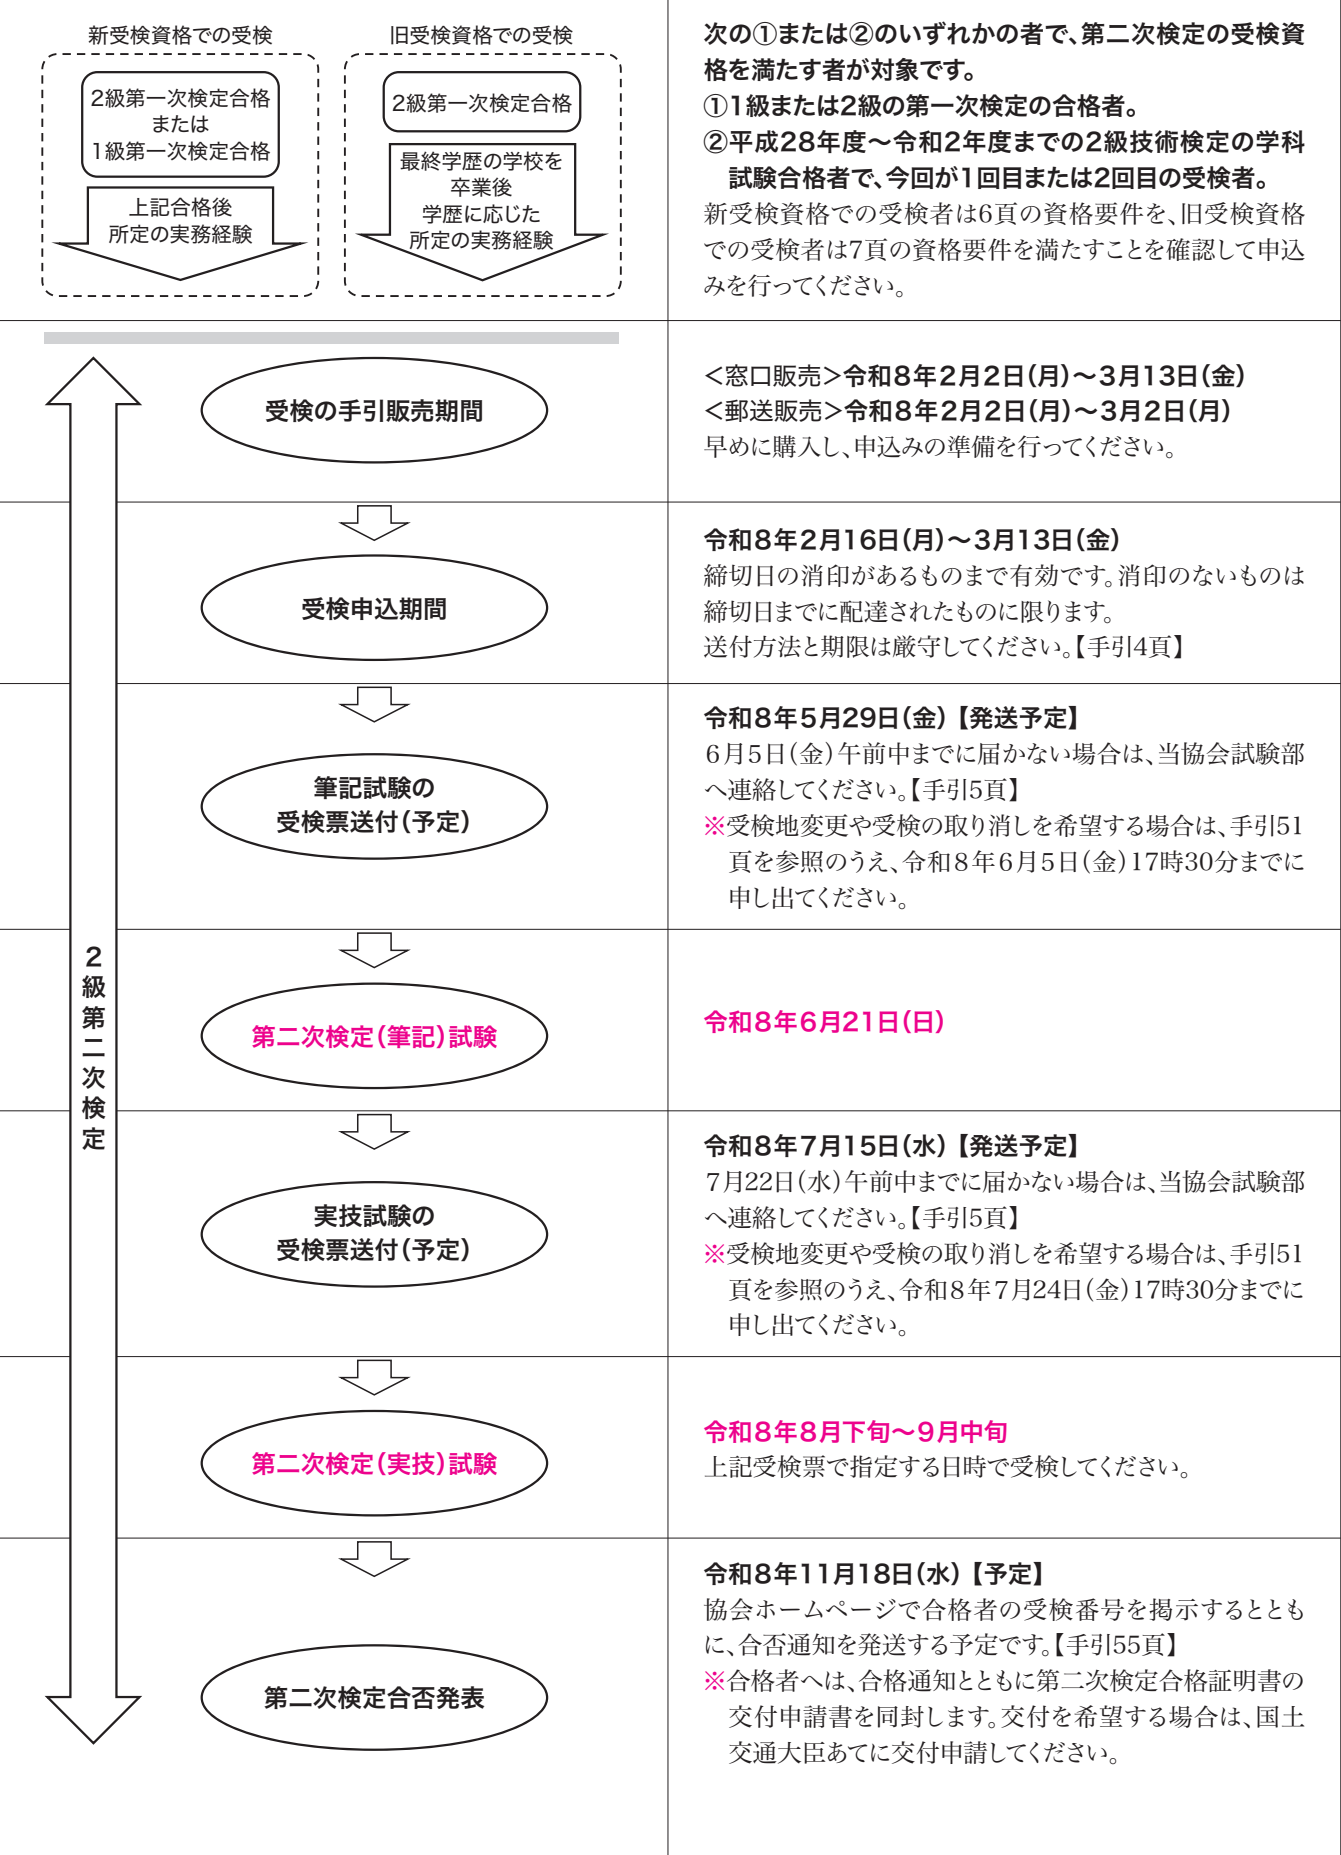 新受検資格での受検
2級第一次検定合格
または
1級第一次検定合格
上記合格後
所定の実務経験
旧受検資格での受検
2級第一次検定合格
最終学歴の学校を
卒業後
学歴に応じた
所定の実務経験
次の①または②のいずれかの者で、第二次検定の受検資
格を満たす者が対象です。
①1級または2級の第一次検定の合格者。
②平成28年度～令和2年度までの2級技術検定の学科
試験合格者で、今回が1回目または2回目の受検者。
新受検資格での受検者は6頁の資格要件を、旧受検資格
での受検者は7頁の資格要件を満たすことを確認して申込
みを行ってください。
2級第二次検定
受検の手引販売期間
＜窓口販売＞令和8年2月2日(月)～3月13日(金)
＜郵送販売＞令和8年2月2日(月)～3月2日(月)
早めに購入し、申込みの準備を行ってください。
受検申込期間
令和8年2月16日(月)～3月13日(金)
締切日の消印があるものまで有効です。消印のないものは
締切日までに配達されたものに限ります。
送付方法と期限は厳守してください。【手引4頁】
筆記試験の
受検票送付(予定)
令和8年5月29日(金)【発送予定】
6月5日(金)午前中までに届かない場合は、当協会試験部
へ連絡してください。【手引5頁】
※受検地変更や受検の取り消しを希望する場合は、手引51
頁を参照のうえ、令和8年6月5日(金)17時30分までに
申し出てください。
第二次検定(筆記)試験
令和8年6月21日(日)
実技試験の
受検票送付(予定)
令和8年7月15日(水)【発送予定】
7月22日(水)午前中までに届かない場合は、当協会試験部
へ連絡してください。【手引5頁】
※受検地変更や受検の取り消しを希望する場合は、手引51
頁を参照のうえ、令和8年7月24日(金)17時30分までに
申し出てください。
第二次検定(実技)試験
令和8年8月下旬～9月中旬
上記受検票で指定する日時で受検してください。
第二次検定合否発表
令和8年11月18日(水)【予定】
協会ホームページで合格者の受検番号を掲示するととも
に、合否通知を発送する予定です。【手引55頁】
※合格者へは、合格通知とともに第二次検定合格証明書の
交付申請書を同封します。交付を希望する場合は、国土
交通大臣あてに交付申請してください。